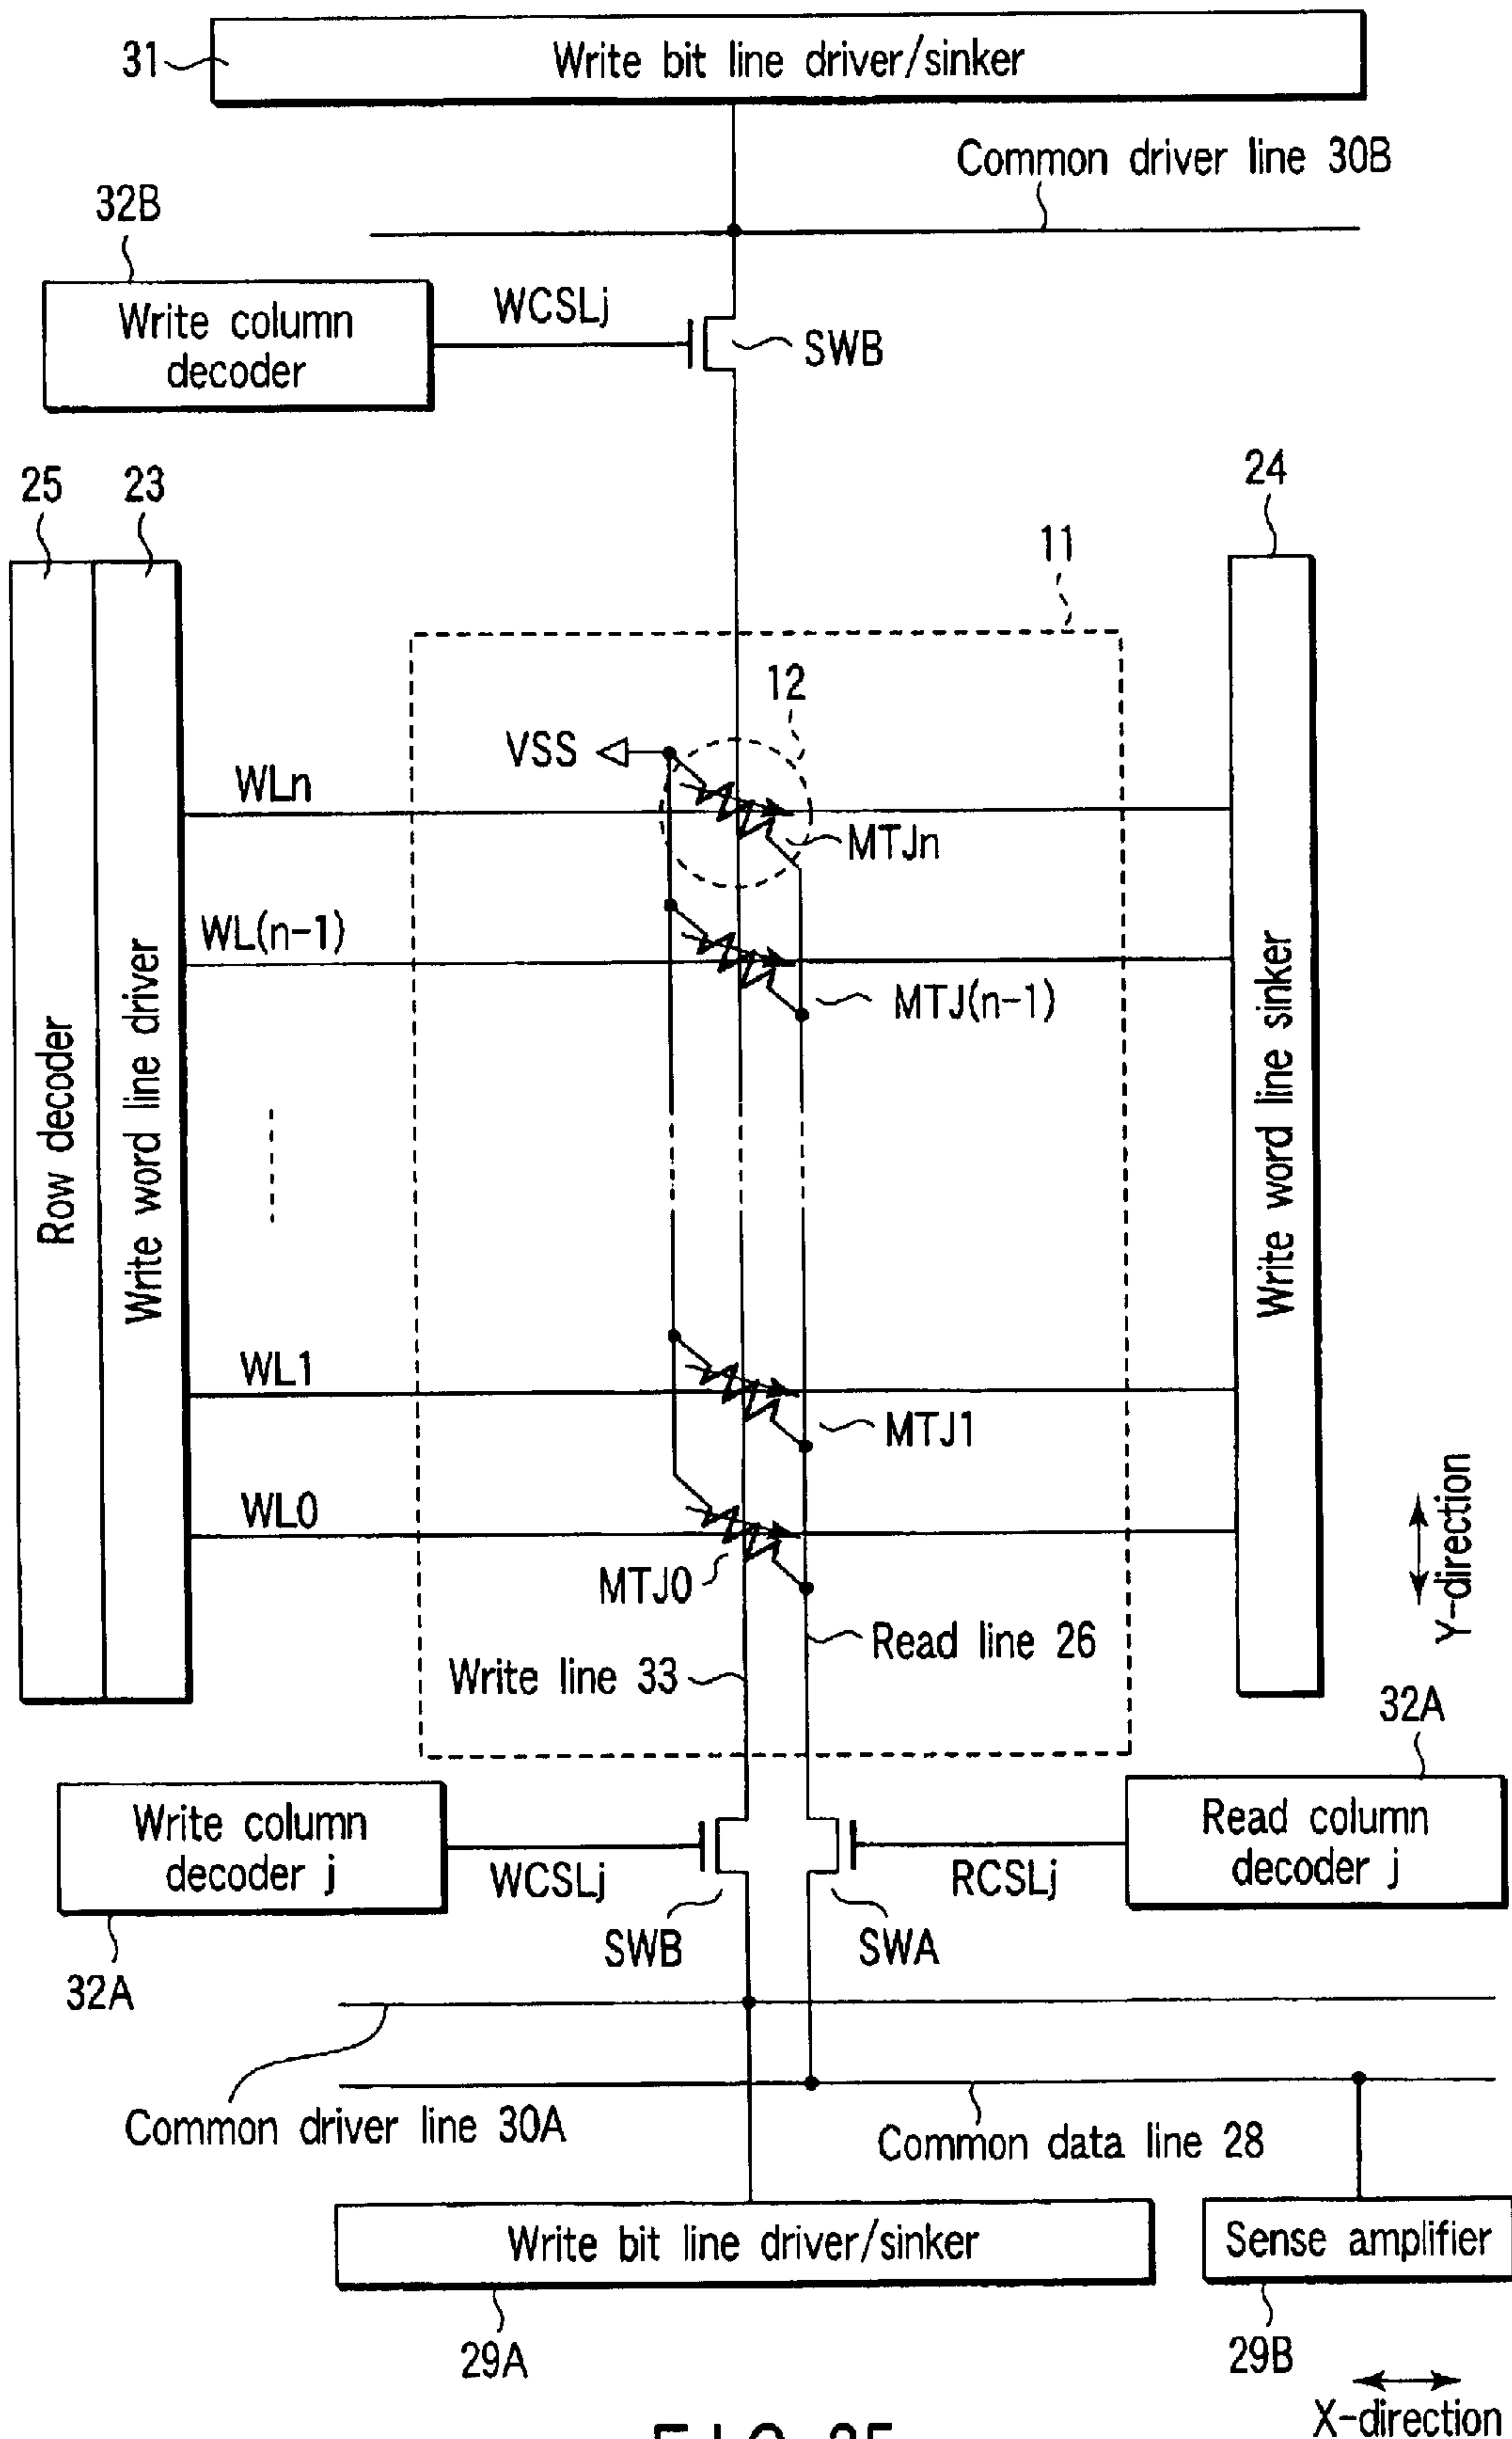 31
Write bit line driver/sinker
Common driver line 30B
32B
Write column
decoder
WCSLj
SWB
25
23
24
11
12
VSS
WLn
MTJn
WL(n-1)
MTJ(n-1)
Row decoder
Write word line driver
Write word line sinker
WL1
MTJ1
WL0
MTJ0
Y-direction
Read line 26
Write line 33
32A
Write column
decoder j
WCSLj
RCSLj
Read column
decoder j
SWB
SWA
32A
Common driver line 30A
Common data line 28
Write bit line driver/sinker
Sense amplifier
29A
29B
X-direction